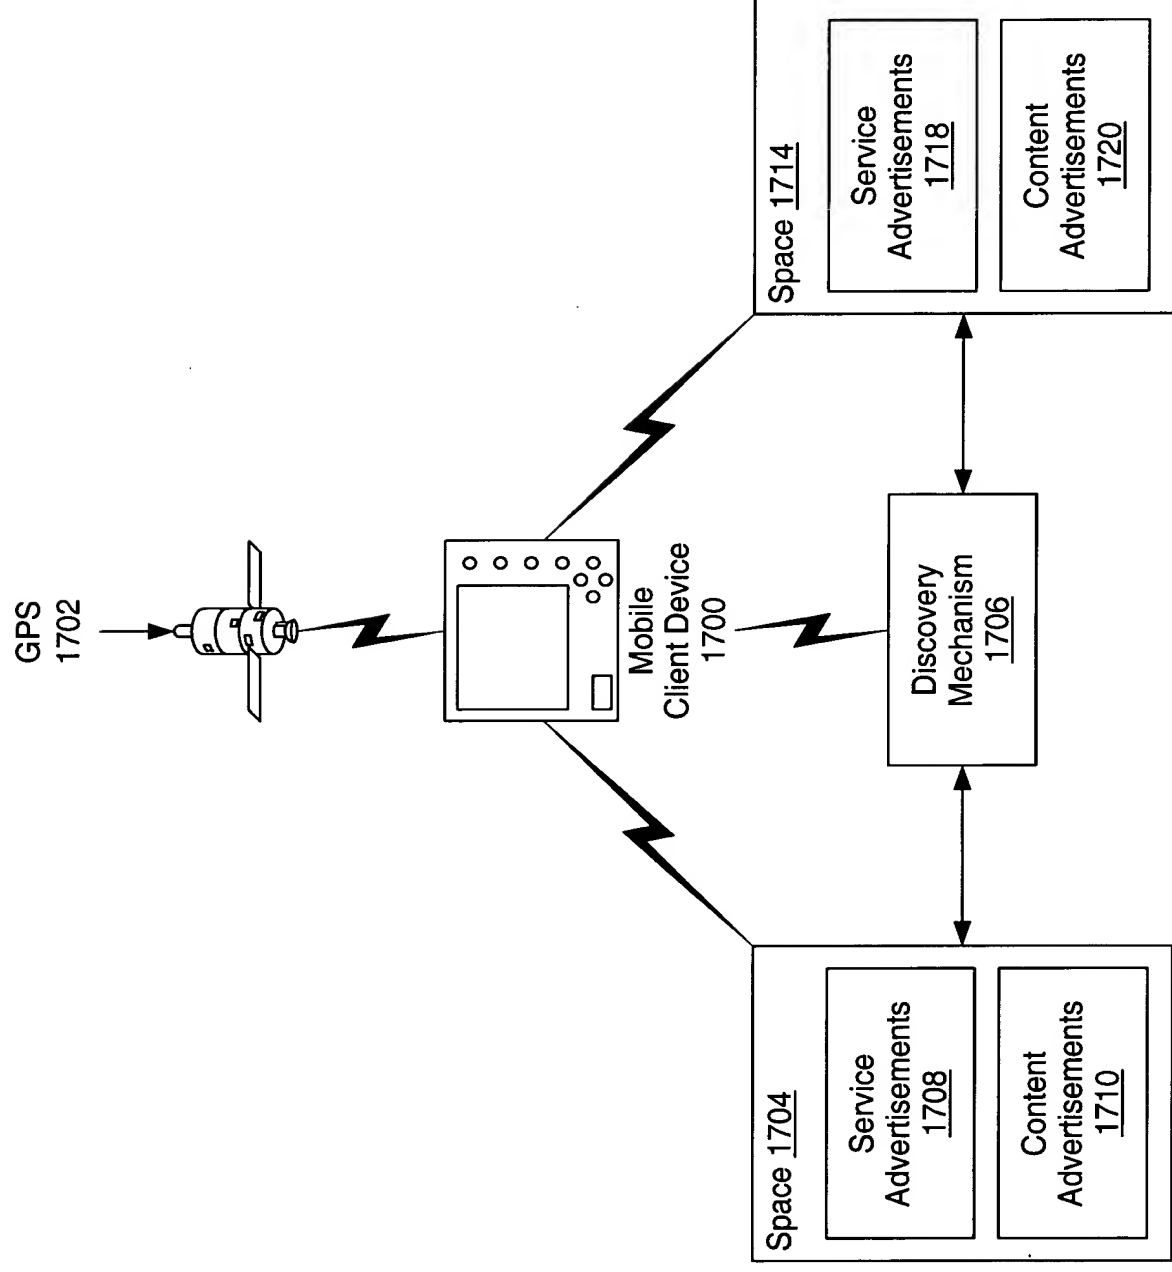 GPS
1702
Mobile
Client Device
1700
Discovery
Mechanism
1706
Space 1704
Service
Advertisements
1708
Content
Advertisements
1710
Space 1714
Service
Advertisements
1718
Content
Advertisements
1720